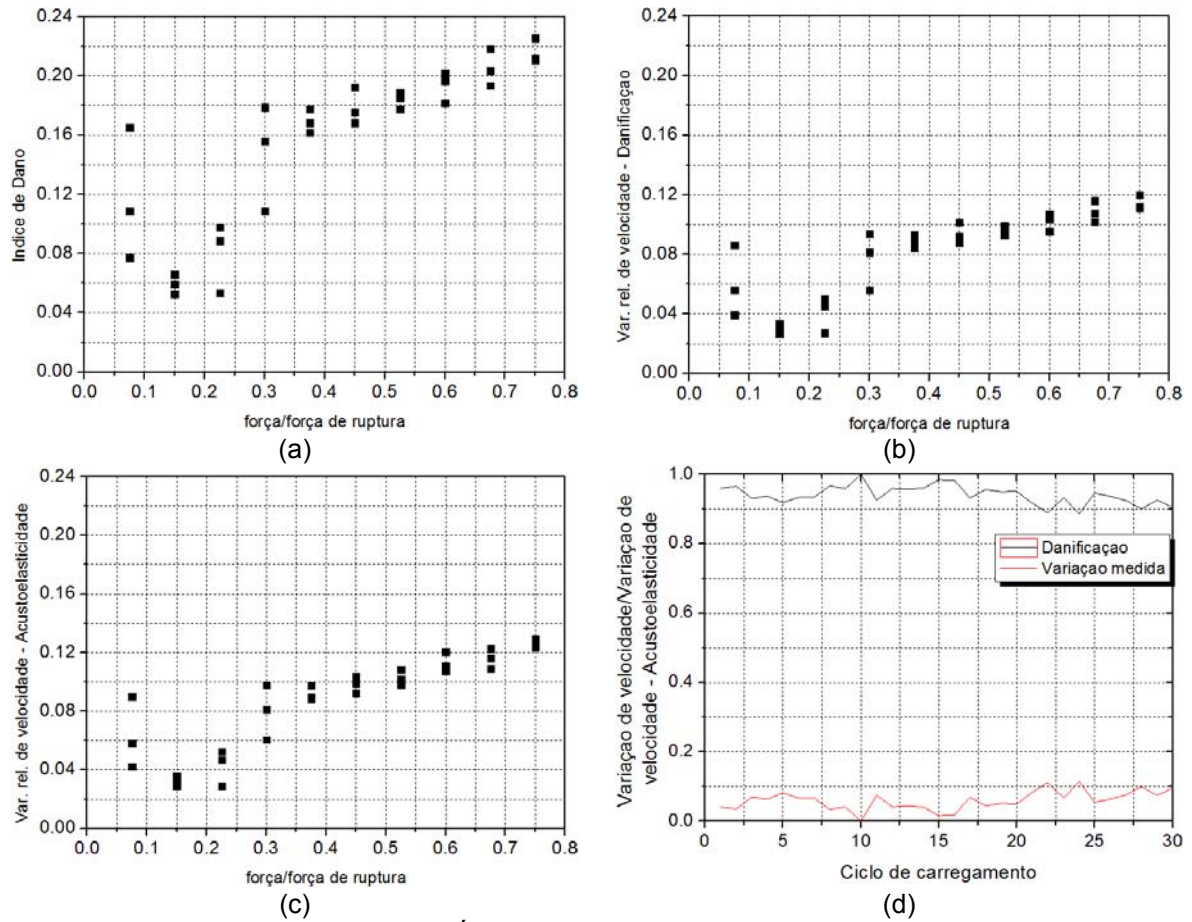 0.24
0.20
0.16
0.12
0.08
0.04
0.00
Indice de Dano
0.0 0.1 0.2 0.3 0.4 0.5 0.6 0.7 0.8
força/força de ruptura
(a)
0.24
0.20
0.16
0.12
0.08
0.04
0.00
Var. rel. de velocidade - Danificaçao
0.0 0.1 0.2 0.3 0.4 0.5 0.6 0.7 0.8
força/força de ruptura
(b)
0.24
0.20
0.16
0.12
0.08
0.04
0.00
Var. rel. de velocidade - Acustoelasticidade
0.0 0.1 0.2 0.3 0.4 0.5 0.6 0.7 0.8
força/força de ruptura
(c)
1.0
0.8
0.6
0.4
0.2
0.0
Variaçao de velocidade/Variaçao de
velocidade - Acustoelasticidade
Danificaçao
Variaçao medida
0 5 10 15 20 25 30
Ciclo de carregamento
(d)